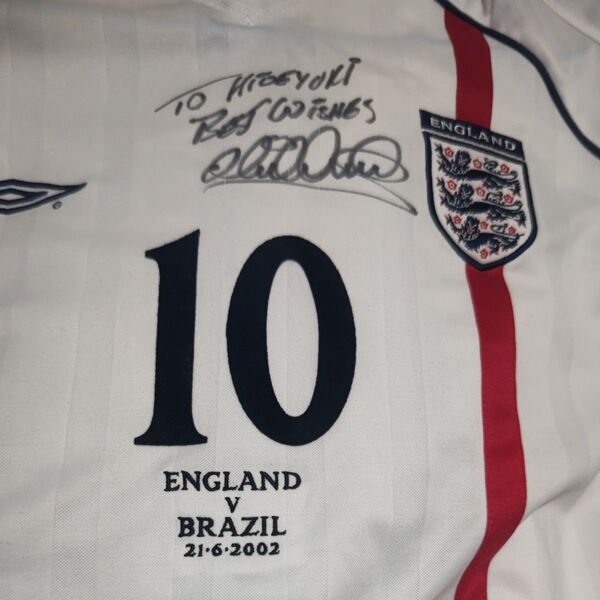 TO HIDEYUKI
BEST WISHES
ENGLAND
®
10
ENGLAND
V
BRAZIL
21·6·2002